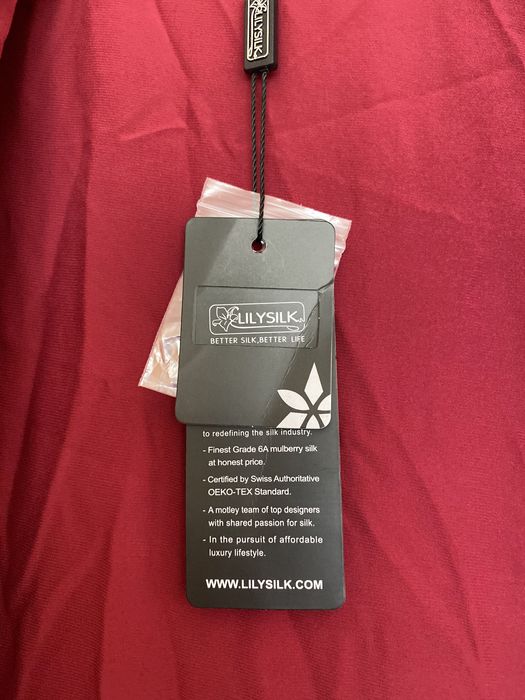 LILYSILK
LILYSILK
BETTER SILK,BETTER LIFE
to redefining the silk industry.
- Finest Grade 6A mulberry silk
at honest price.
- Certified by Swiss Authoritative
OEKO-TEX Standard.
- A motley team of top designers
with shared passion for silk.
- In the pursuit of affordable
luxury lifestyle.
WWW.LILYSILK.COM